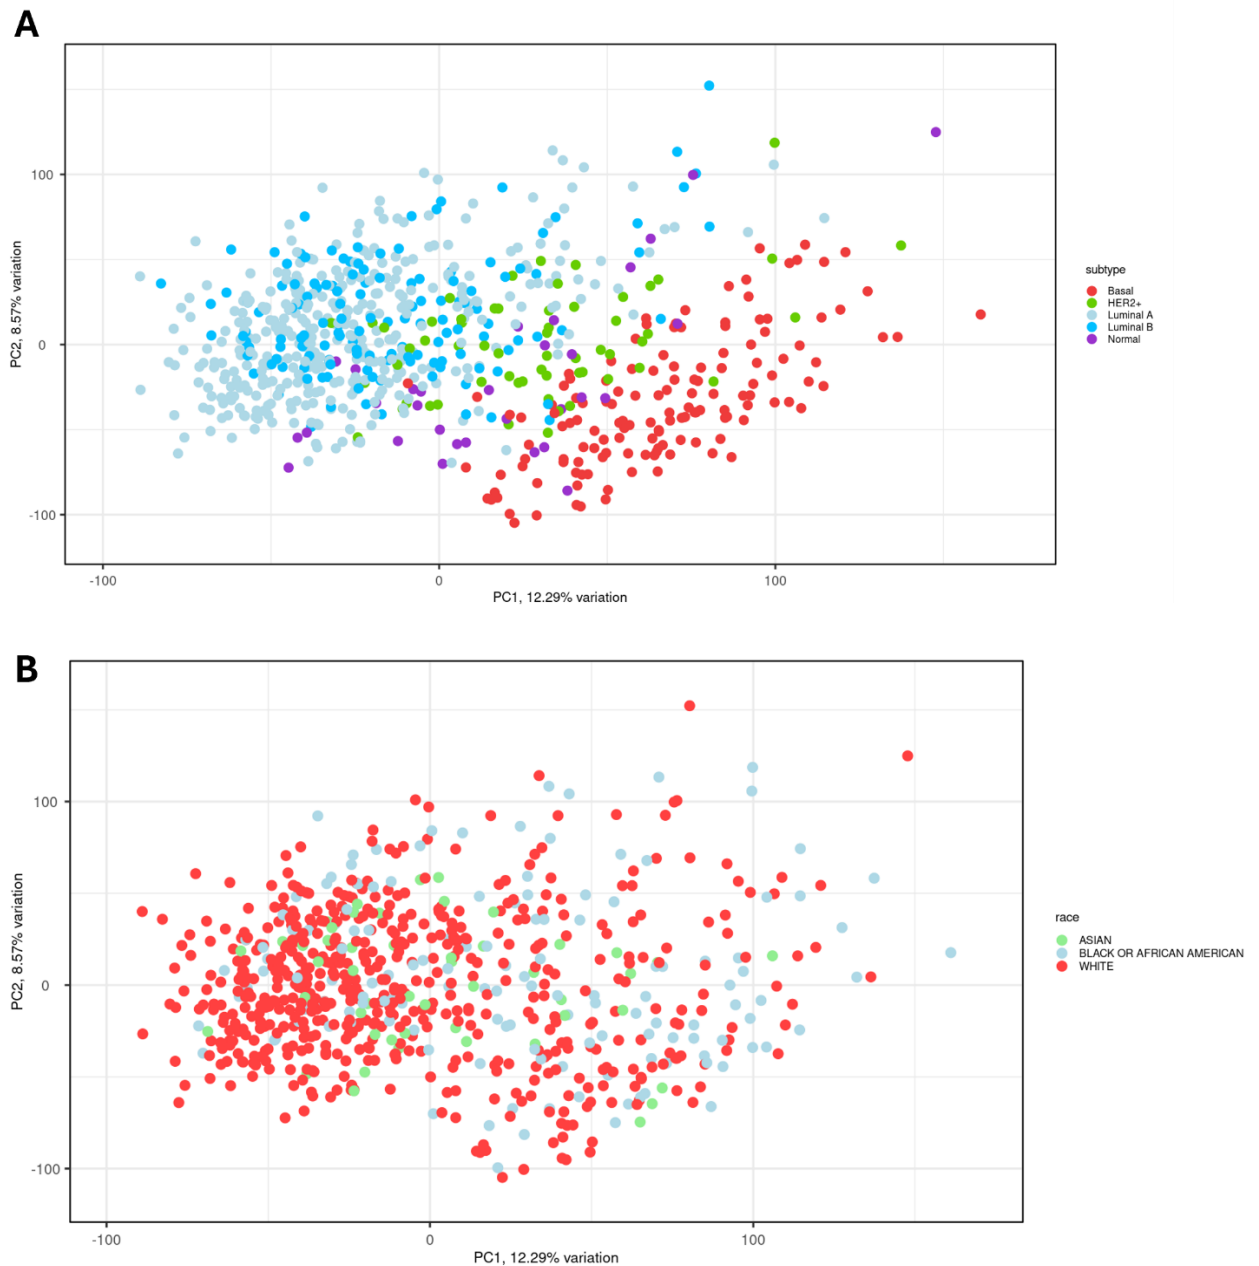 A
100
0
-100
PC2, 8.57% variation
-100
0
100
PC1, 12.29% variation
subtype
Basal
HER2+
Luminal A
Luminal B
Normal
B
100
0
-100
PC2, 8.57% variation
-100
0
100
PC1, 12.29% variation
race
ASIAN
BLACK OR AFRICAN AMERICAN
WHITE